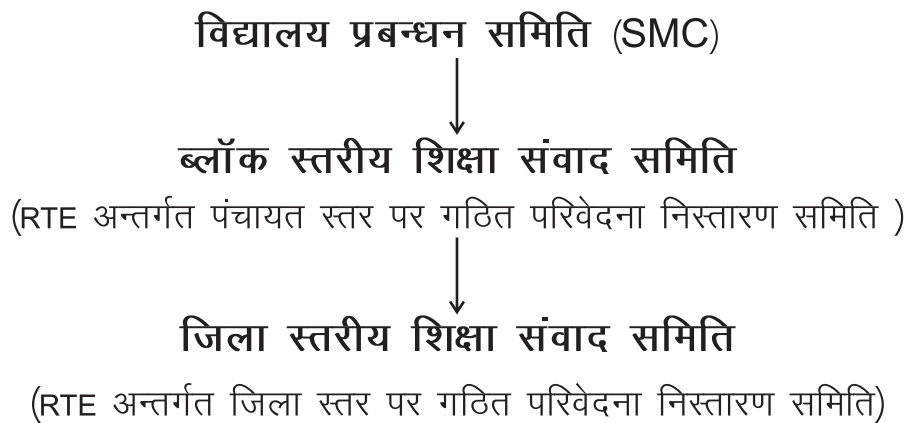 विद्यालय प्रबन्धन समिति (SMC)
ब्लॉक स्तरीय शिक्षा संवाद समिति
(RTE अन्तर्गत पंचायत स्तर पर गठित परिवेदना निस्तारण समिति )
जिला स्तरीय शिक्षा संवाद समिति
(RTE अन्तर्गत जिला स्तर पर गठित परिवेदना निस्तारण समिति)